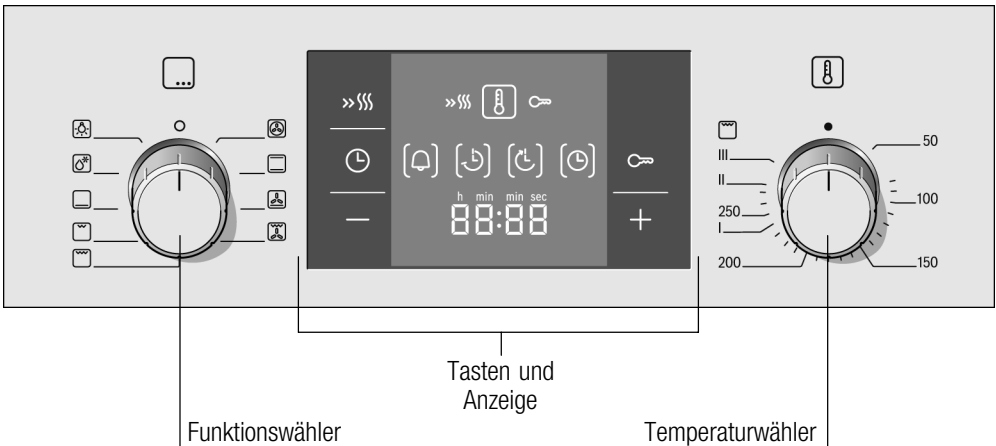 h min min sec
88:88
50
III
II
100
250
I
200
150
Tasten und
Anzeige
Funktionswähler
Temperaturwähler